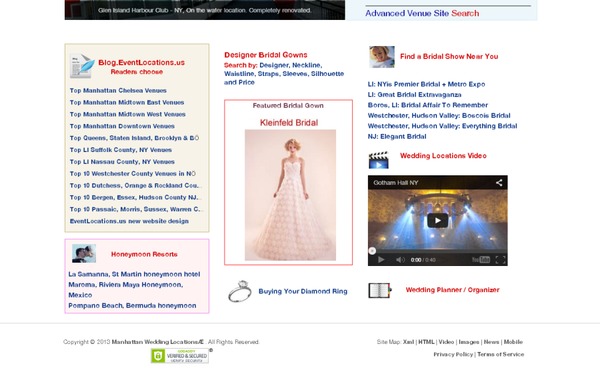 Glen Island Harbour Club - NY, On the wafer location. Completely renovated.
Advanced Venue Site Search
Blog.EventLocations.us
Readers choose
Top Manhattan Chelsea Venues
Top Manhattan Midtown East Venues
Top Manhattan Midtown West Venues
Top Manhattan Downtown Venues
Top Queens, Staten Island, Brooklyn & BÖ
Top LI Suffolk County, NY Venues
Top LI Nassau County, NY Venues
Top 10 Westchester County Venues in NÖ
Top 10 Dutchess, Orange & Rockland Cou..
Top 10 Bergen, Essex, Hudson County NJ..
Top 10 Passaic, Morris, Sussex, Warren C..
EventLocations.us new website design
Honeymoon Resorts
La Samanna, St Martin honeymoon hotel
Maroma, Riviera Maya Honeymoon,
Mexico
Pompano Beach, Bermuda honeymoon
Designer Bridal Gowns
Search by: Designer, Neckline,
Waistline, Straps, Sleeves, Silhouette
and Price
Featured Bridal Gown
Kleinfeld Bridal
Buying Your Diamond Ring
Find a Bridal Show Near You
LI: NYis Premier Bridal + Metro Expo
LI: Great Bridal Extravaganza
Boros, LI: Bridal Affair To Remember
Westchester, Hudson Valley: Boscois Bridal
Westchester, Hudson Valley: Everything Bridal
NJ: Elegant Bridal
Wedding Locations Video
Gotham Hall NY
0:00 / 0:40
YouTube
Wedding Planner / Organizer
Copyright © 2013 Manhattan Wedding LocationsÆ. All Rights Reserved.
VERIFIED & SECURED
VERIFY SECURITY
Site Map: Xml | HTML | Video | Images | News | Mobile
Privacy Policy | Terms of Service